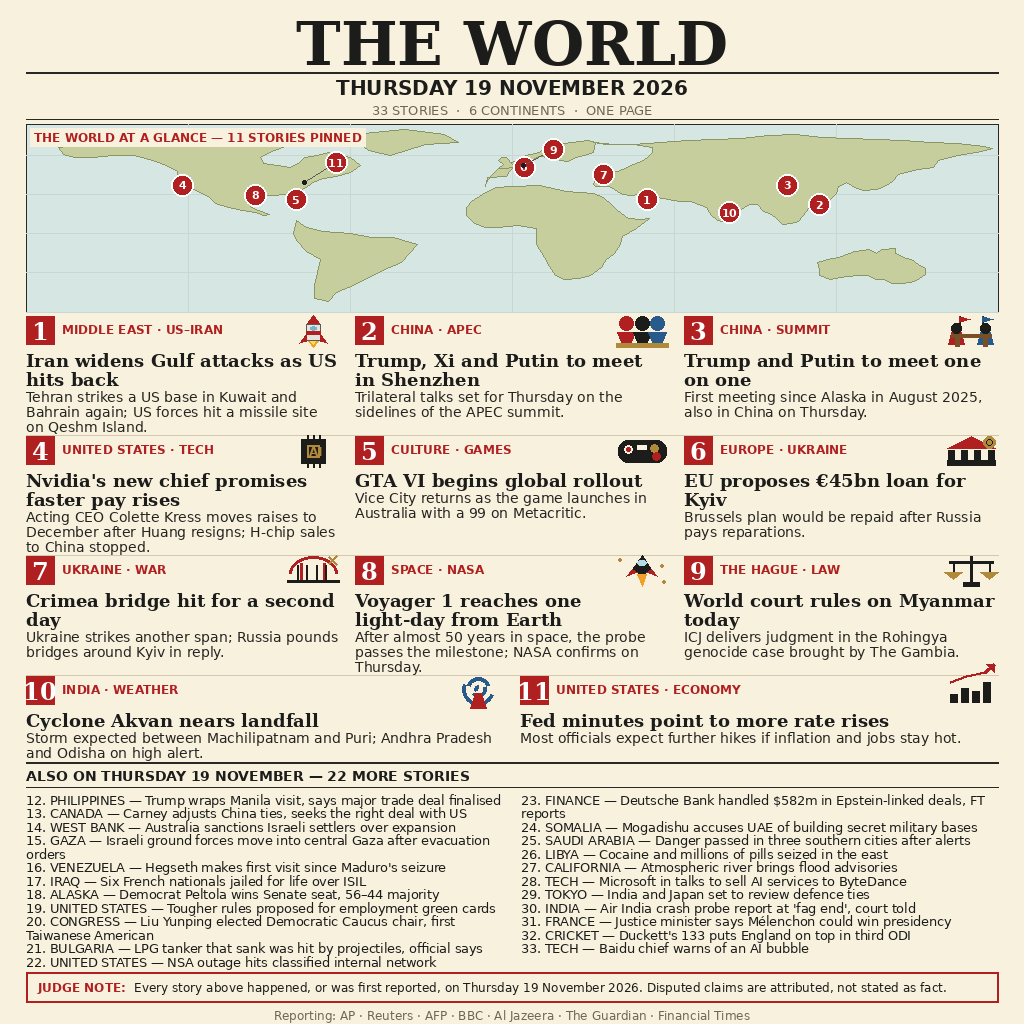 THE WORLD
THURSDAY 19 NOVEMBER 2026
33 STORIES · 6 CONTINENTS · ONE PAGE
THE WORLD AT A GLANCE — 11 STORIES PINNED
11
9
6
7
4
8
5
1
3
2
10
1 MIDDLE EAST · US–IRAN
Iran widens Gulf attacks as US
hits back
Tehran strikes a US base in Kuwait and
Bahrain again; US forces hit a missile site
on Qeshm Island.
2 CHINA · APEC
Trump, Xi and Putin to meet
in Shenzhen
Trilateral talks set for Thursday on the
sidelines of the APEC summit.
3 CHINA · SUMMIT
Trump and Putin to meet one
on one
First meeting since Alaska in August 2025,
also in China on Thursday.
4 UNITED STATES · TECH
AI
Nvidia's new chief promises
faster pay rises
Acting CEO Colette Kress moves raises to
December after Huang resigns; H-chip sales
to China stopped.
5 CULTURE · GAMES
GTA VI begins global rollout
Vice City returns as the game launches in
Australia with a 99 on Metacritic.
6 EUROPE · UKRAINE
EU proposes €45bn loan for
Kyiv
Brussels plan would be repaid after Russia
pays reparations.
7 UKRAINE · WAR
Crimea bridge hit for a second
day
Ukraine strikes another span; Russia pounds
bridges around Kyiv in reply.
8 SPACE · NASA
Voyager 1 reaches one
light-day from Earth
After almost 50 years in space, the probe
passes the milestone; NASA confirms on
Thursday.
9 THE HAGUE · LAW
World court rules on Myanmar
today
ICJ delivers judgment in the Rohingya
genocide case brought by The Gambia.
10 INDIA · WEATHER
Cyclone Akvan nears landfall
Storm expected between Machilipatnam and Puri; Andhra Pradesh
and Odisha on high alert.
11 UNITED STATES · ECONOMY
Fed minutes point to more rate rises
Most officials expect further hikes if inflation and jobs stay hot.
ALSO ON THURSDAY 19 NOVEMBER — 22 MORE STORIES
12. PHILIPPINES — Trump wraps Manila visit, says major trade deal finalised
13. CANADA — Carney adjusts China ties, seeks the right deal with US
14. WEST BANK — Australia sanctions Israeli settlers over expansion
15. GAZA — Israeli ground forces move into central Gaza after evacuation
orders
16. VENEZUELA — Hegseth makes first visit since Maduro's seizure
17. IRAQ — Six French nationals jailed for life over ISIL
18. ALASKA — Democrat Peltola wins Senate seat, 56–44 majority
19. UNITED STATES — Tougher rules proposed for employment green cards
20. CONGRESS — Liu Yunping elected Democratic Caucus chair, first
Taiwanese American
21. BULGARIA — LPG tanker that sank was hit by projectiles, official says
22. UNITED STATES — NSA outage hits classified internal network
23. FINANCE — Deutsche Bank handled $582m in Epstein-linked deals, FT
reports
24. SOMALIA — Mogadishu accuses UAE of building secret military bases
25. SAUDI ARABIA — Danger passed in three southern cities after alerts
26. LIBYA — Cocaine and millions of pills seized in the east
27. CALIFORNIA — Atmospheric river brings flood advisories
28. TECH — Microsoft in talks to sell AI services to ByteDance
29. TOKYO — India and Japan set to review defence ties
30. INDIA — Air India crash probe report at 'fag end', court told
31. FRANCE — Justice minister says Mélenchon could win presidency
32. CRICKET — Duckett's 133 puts England on top in third ODI
33. TECH — Baidu chief warns of an AI bubble
JUDGE NOTE: Every story above happened, or was first reported, on Thursday 19 November 2026. Disputed claims are attributed, not stated as fact.
Reporting: AP · Reuters · AFP · BBC · Al Jazeera · The Guardian · Financial Times